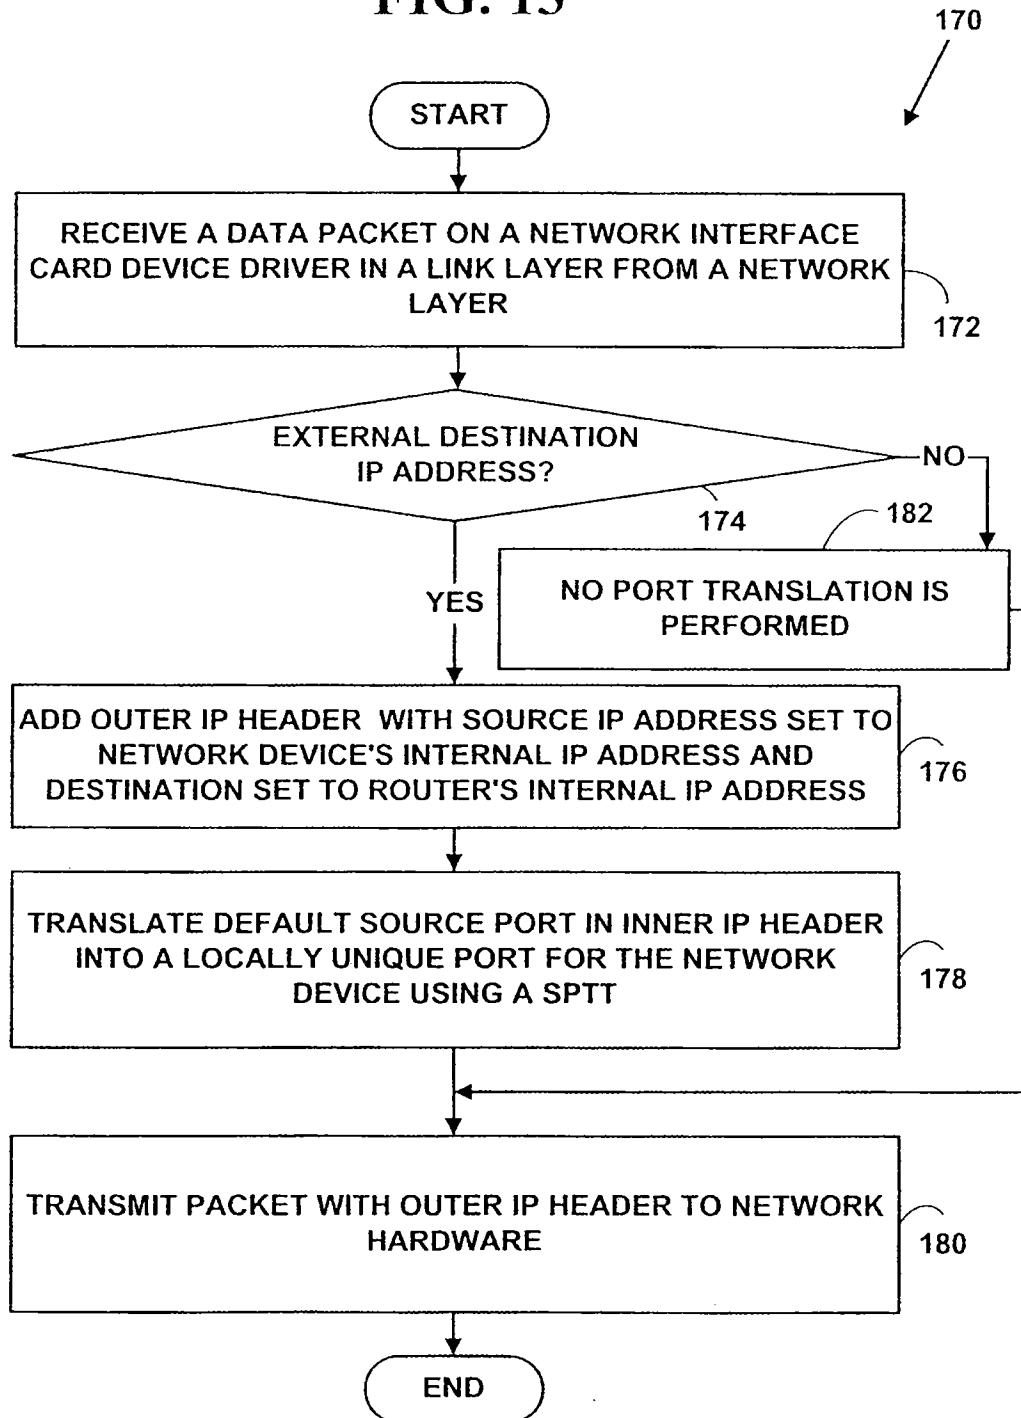 FIG. 13
170
START
RECEIVE A DATA PACKET ON A NETWORK INTERFACE
CARD DEVICE DRIVER IN A LINK LAYER FROM A NETWORK
LAYER
172
EXTERNAL DESTINATION
IP ADDRESS?
NO
174
182
YES
NO PORT TRANSLATION IS
PERFORMED
ADD OUTER IP HEADER WITH SOURCE IP ADDRESS SET TO
NETWORK DEVICE'S INTERNAL IP ADDRESS AND
DESTINATION SET TO ROUTER'S INTERNAL IP ADDRESS
176
TRANSLATE DEFAULT SOURCE PORT IN INNER IP HEADER
INTO A LOCALLY UNIQUE PORT FOR THE NETWORK
DEVICE USING A SPTT
178
TRANSMIT PACKET WITH OUTER IP HEADER TO NETWORK
HARDWARE
180
END